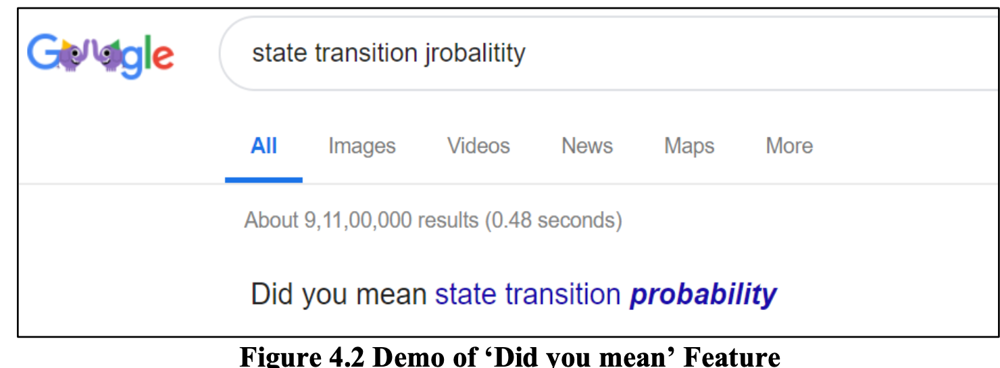 Google
state transition jrobalitity
All Images Videos News Maps More
About 9,11,00,000 results (0.48 seconds)
Did you mean state transition probability
Figure 4.2 Demo of ‘Did you mean’ Feature